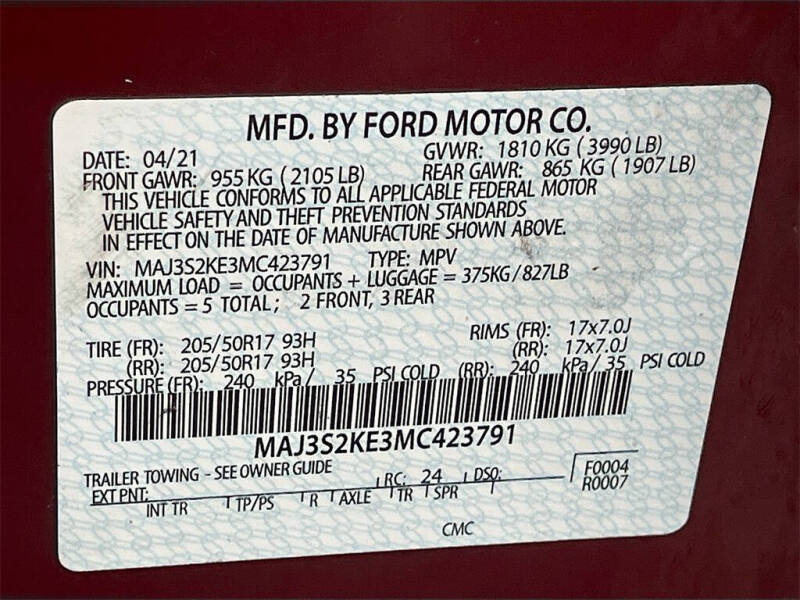 MFD. BY FORD MOTOR CO.
DATE: 04/21 GVWR: 1810 KG ( 3990 LB)
FRONT GAWR: 955 KG ( 2105 LB) REAR GAWR: 865 KG ( 1907 LB)
THIS VEHICLE CONFORMS TO ALL APPLICABLE FEDERAL MOTOR
VEHICLE SAFETY AND THEFT PREVENTION STANDARDS
IN EFFECT ON THE DATE OF MANUFACTURE SHOWN ABOVE.
VIN: MAJ3S2KE3MC423791 TYPE: MPV
MAXIMUM LOAD = OCCUPANTS + LUGGAGE = 375KG/827LB
OCCUPANTS = 5 TOTAL; 2 FRONT, 3 REAR
TIRE (FR): 205/50R17 93H RIMS (FR): 17x7.0J
(RR): 205/50R17 93H (RR): 17x7.0J
PRESSURE (FR): 240 kPa/ 35 PSI COLD (RR): 240 kPa/ 35 PSI COLD
MAJ3S2KE3MC423791
TRAILER TOWING - SEE OWNER GUIDE
EXT PNT: RC: 24 DSO: F0004
INT TR TP/PS R AXLE TR SPR R0007
CMC